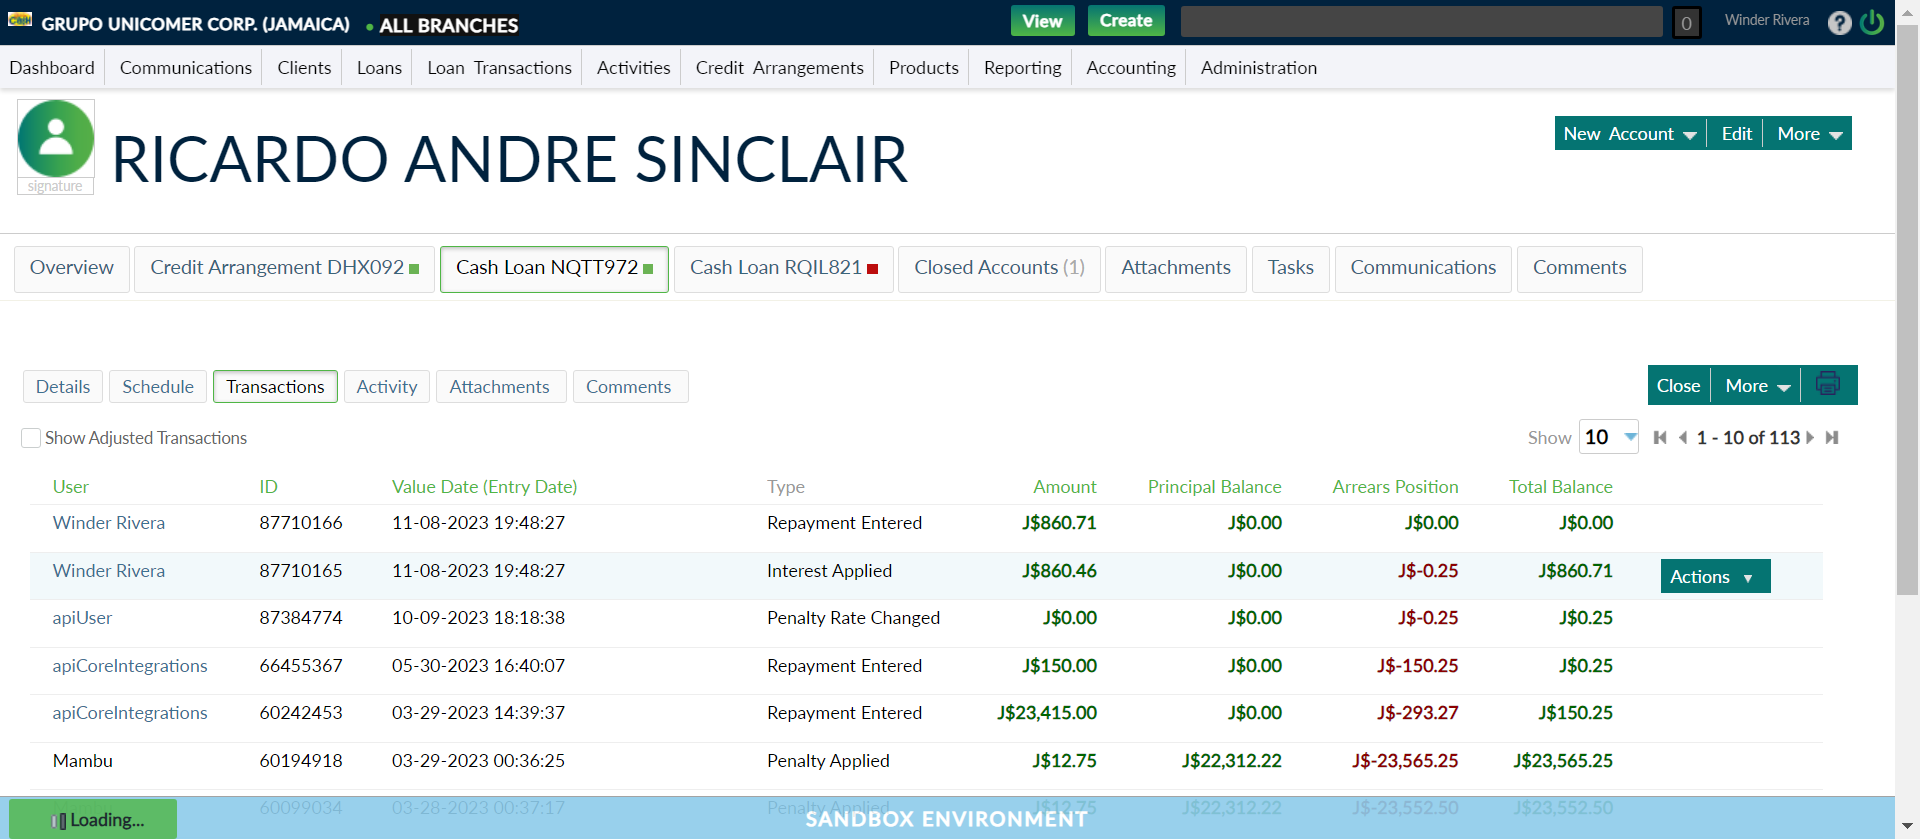 GRUPO UNICOMER CORP. (JAMAICA) ALL BRANCHES View Create 0 Winder Rivera ?
Dashboard Communications Clients Loans Loan Transactions Activities Credit Arrangements Products Reporting Accounting Administration
signature
RICARDO ANDRE SINCLAIR
New Account Edit More
Overview Credit Arrangement DHX092 Cash Loan NQTT972 Cash Loan RQIL821 Closed Accounts (1) Attachments Tasks Communications Comments
Details Schedule Transactions Activity Attachments Comments Close More
Show Adjusted Transactions Show 10 1 - 10 of 113
User ID Value Date (Entry Date) Type Amount Principal Balance Arrears Position Total Balance
Winder Rivera 87710166 11-08-2023 19:48:27 Repayment Entered J$860.71 J$0.00 J$0.00 J$0.00
Winder Rivera 87710165 11-08-2023 19:48:27 Interest Applied J$860.46 J$0.00 J$-0.25 J$860.71 Actions
apiUser 87384774 10-09-2023 18:18:38 Penalty Rate Changed J$0.00 J$0.00 J$-0.25 J$0.25
apiCoreIntegrations 66455367 05-30-2023 16:40:07 Repayment Entered J$150.00 J$0.00 J$-150.25 J$0.25
apiCoreIntegrations 60242453 03-29-2023 14:39:37 Repayment Entered J$23,415.00 J$0.00 J$-293.27 J$150.25
Mambu 60194918 03-29-2023 00:36:25 Penalty Applied J$12.75 J$22,312.22 J$-23,565.25 J$23,565.25
Mambu 60099034 03-28-2023 00:37:17 Penalty Applied J$12.75 J$22,312.22 J$-23,552.50 J$23,552.50
Loading... SANDBOX ENVIRONMENT